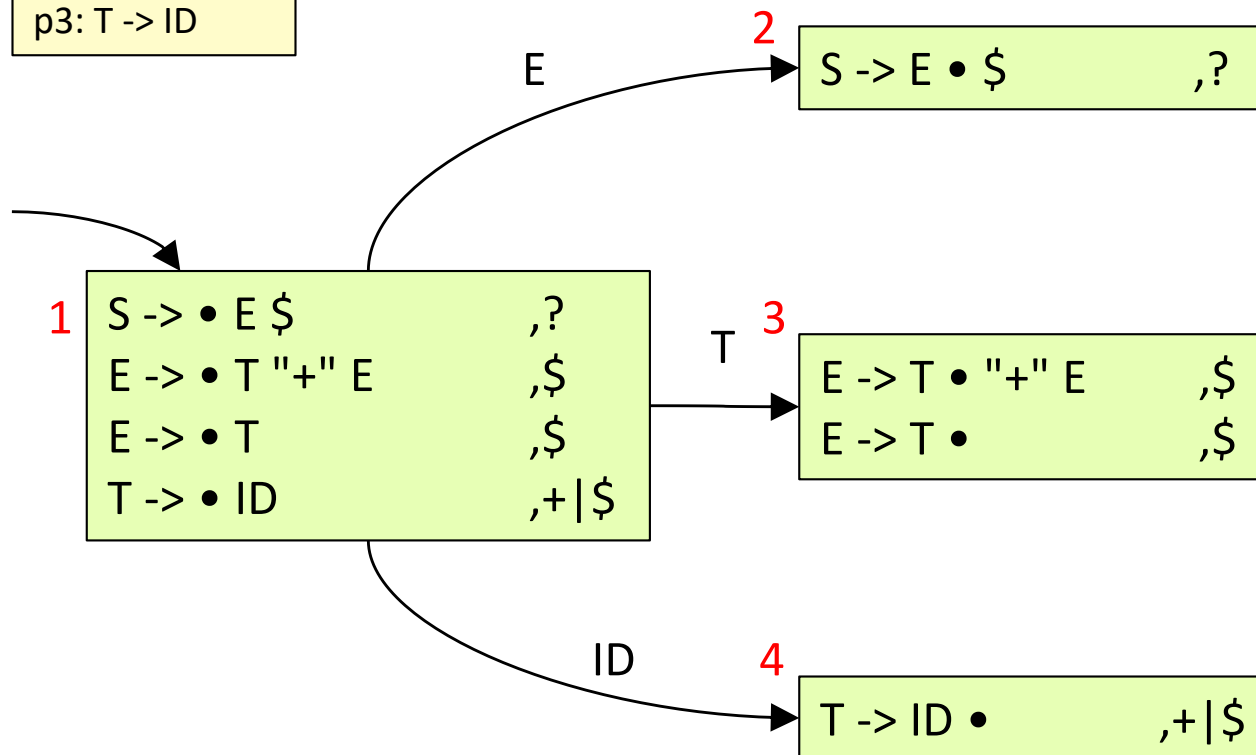 p3: T -> ID
2
E
S -> E • $ ,?
1
S -> • E $ ,?
E -> • T "+" E ,$
E -> • T ,$
T -> • ID ,+|$
T
3
E -> T • "+" E ,$
E -> T • ,$
ID
4
T -> ID • ,+|$